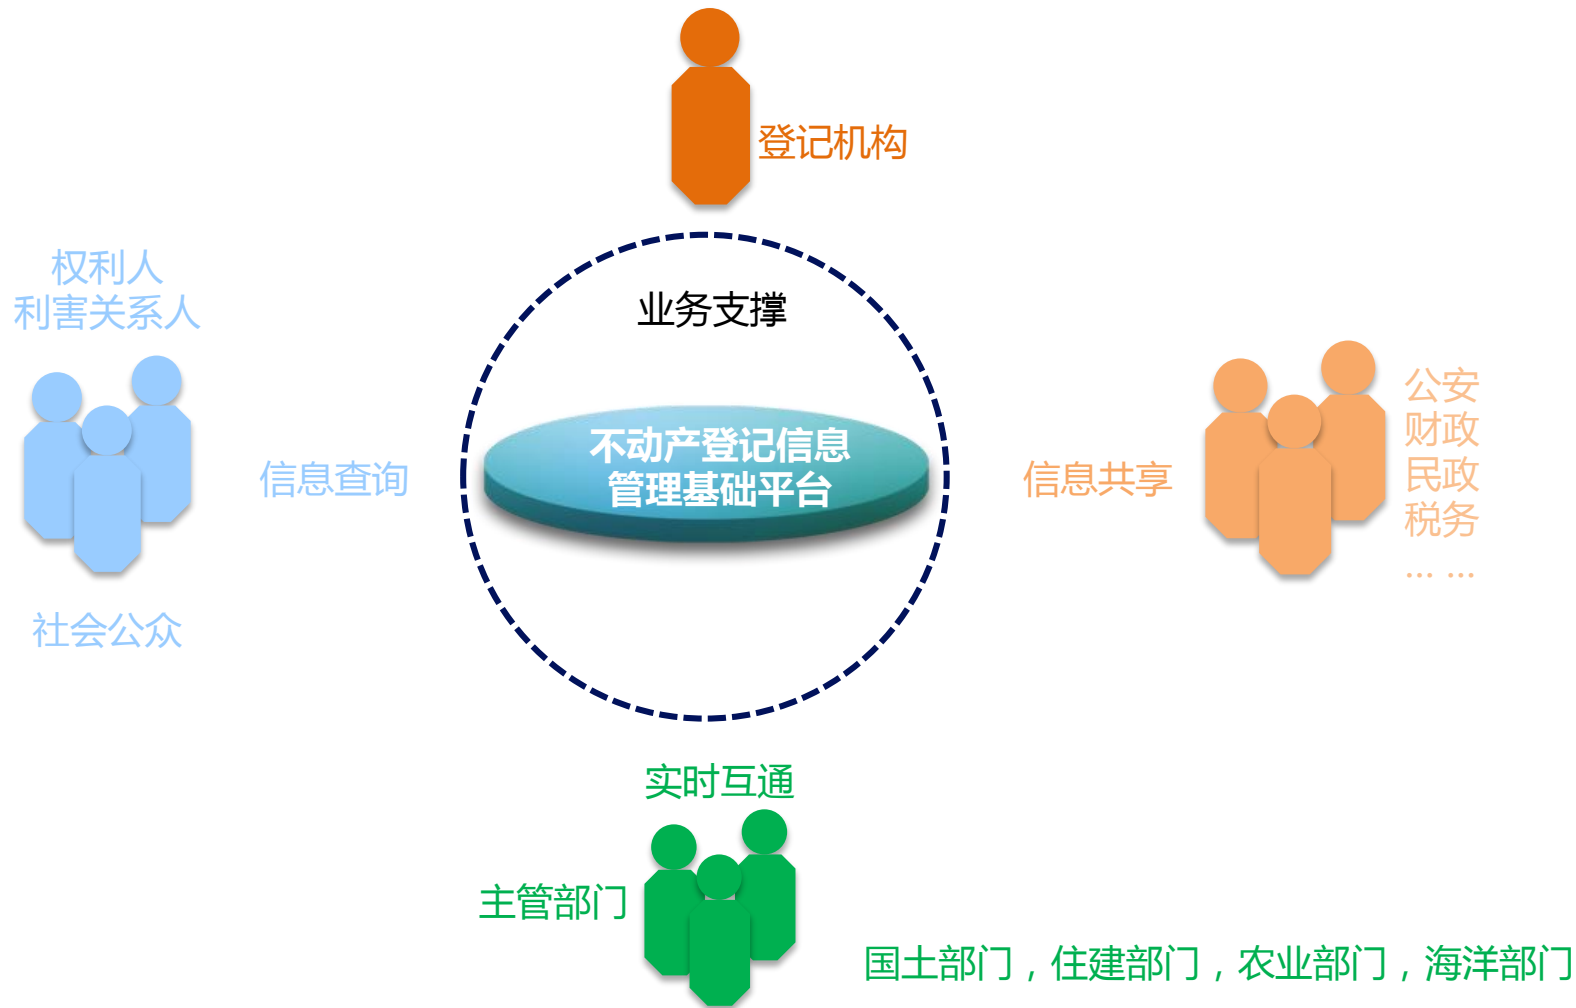 登记机构
权利人
利害关系人
业务支撑
不动产登记信息
管理基础平台
信息查询
信息共享
公安
财政
民政
税务
... ...
社会公众
实时互通
主管部门
国土部门，住建部门，农业部门，海洋部门